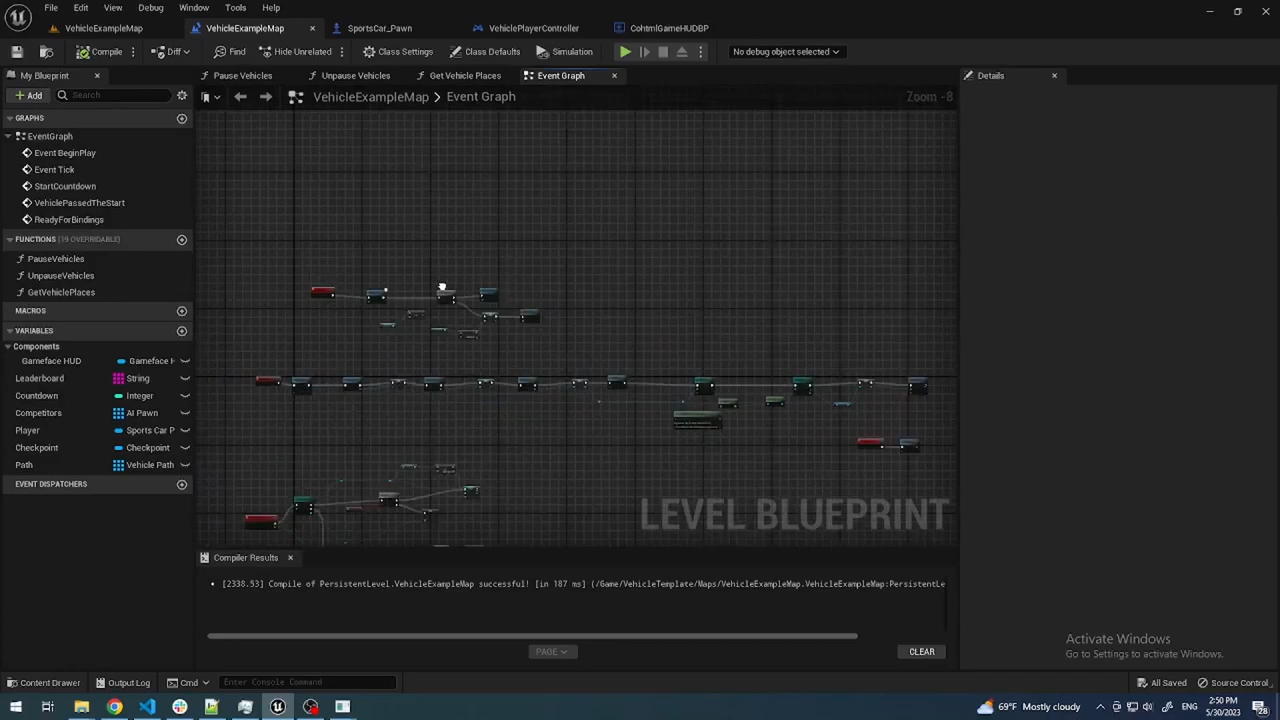 File Edit View Debug Window Tools Help
VehicleExampleMap VehicleExampleMap SportsCar_Pawn VehiclePlayerController CohtmlGameHUDBP
Compile Diff Find Hide Unrelated Class Settings Class Defaults Simulation No debug object selected
My Blueprint Pause Vehicles Unpause Vehicles Get Vehicle Places Event Graph Details
Add Search VehicleExampleMap > Event Graph Zoom -8
GRAPHS
EventGraph
Event BeginPlay
Event Tick
StartCountdown
VehiclePassedTheStart
ReadyForBindings
FUNCTIONS (19 OVERRIDABLE)
PauseVehicles
UnpauseVehicles
GetVehiclePlaces
MACROS
VARIABLES
Components
Gameface HUD Gameface H
Leaderboard String
Countdown Integer
Competitors AI Pawn
Player Sports Car P
Checkpoint Checkpoint
Path Vehicle Path
EVENT DISPATCHERS
LEVEL BLUEPRINT
Compiler Results
[2338.53] Compile of PersistentLevel.VehicleExampleMap successful! [in 187 ms] (/Game/VehicleTemplate/Maps/VehicleExampleMap.VehicleExampleMap:PersistentLe
Activate Windows
Go to Settings to activate Windows.
PAGE CLEAR
Content Drawer Output Log Cmd Enter Console Command All Saved Source Control
69°F Mostly cloudy 2:50 PM
5/30/2023 28